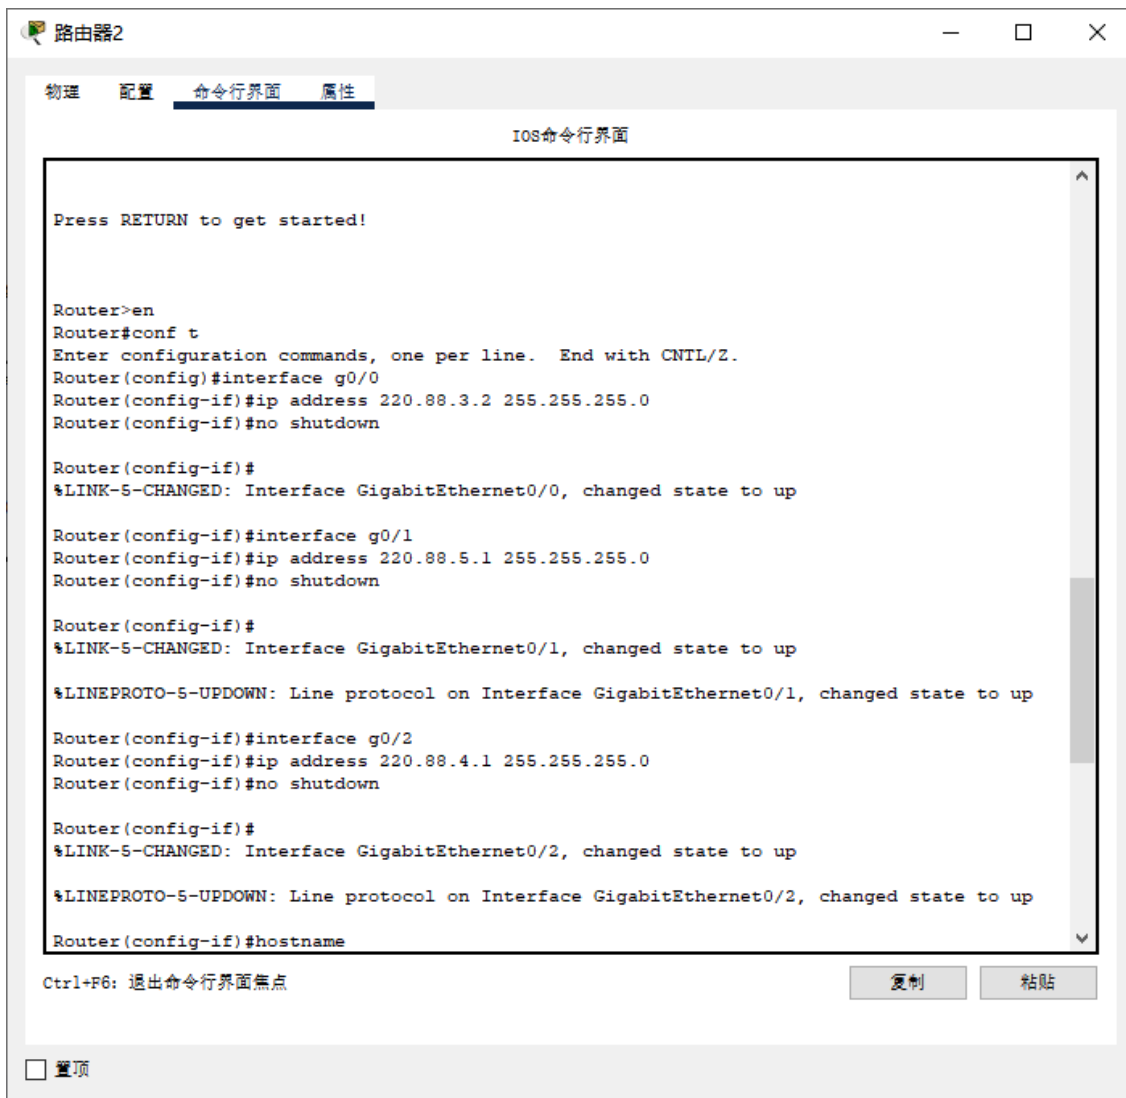 路由器2
物理 配置 命令行界面 属性
IOS命令行界面
Press RETURN to get started!
Router>en
Router#conf t
Enter configuration commands, one per line.  End with CNTL/Z.
Router(config)#interface g0/0
Router(config-if)#ip address 220.88.3.2 255.255.255.0
Router(config-if)#no shutdown
Router(config-if)#
%LINK-5-CHANGED: Interface GigabitEthernet0/0, changed state to up
Router(config-if)#interface g0/1
Router(config-if)#ip address 220.88.5.1 255.255.255.0
Router(config-if)#no shutdown
Router(config-if)#
%LINK-5-CHANGED: Interface GigabitEthernet0/1, changed state to up
%LINEPROTO-5-UPDOWN: Line protocol on Interface GigabitEthernet0/1, changed state to up
Router(config-if)#interface g0/2
Router(config-if)#ip address 220.88.4.1 255.255.255.0
Router(config-if)#no shutdown
Router(config-if)#
%LINK-5-CHANGED: Interface GigabitEthernet0/2, changed state to up
%LINEPROTO-5-UPDOWN: Line protocol on Interface GigabitEthernet0/2, changed state to up
Router(config-if)#hostname
Ctrl+F6: 退出命令行界面焦点 复制 粘贴
置顶